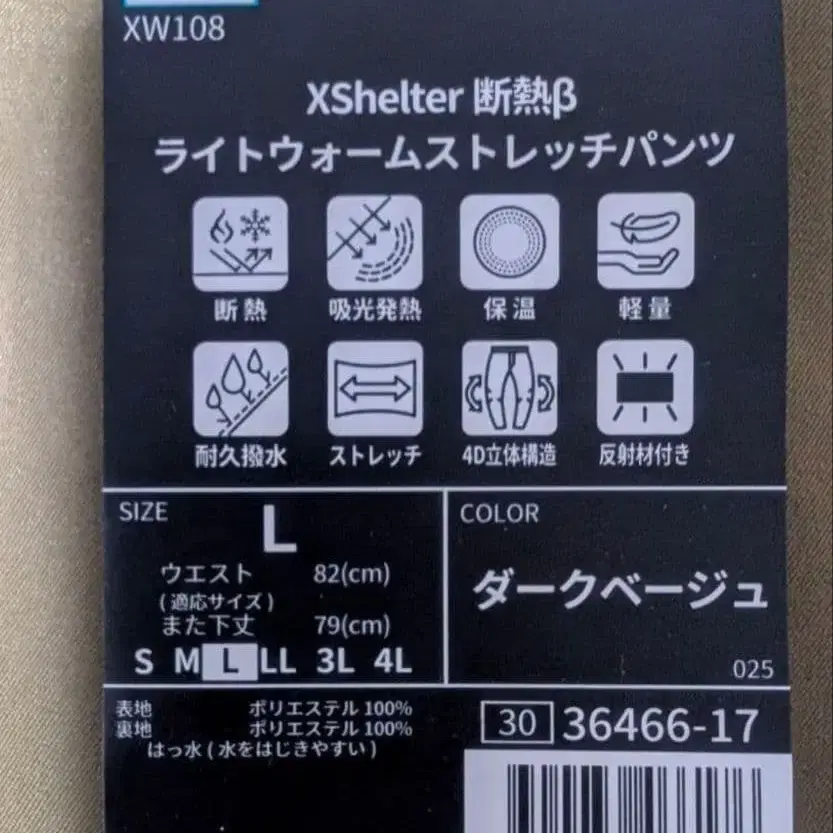 XW108
XShelter 断熱β
ライトウォームストレッチパンツ
断熱 吸光発熱 保温 軽量
耐久撥水 ストレッチ 4D立体構造 反射材付き
SIZE
L
ウエスト 82(cm)
(適応サイズ)
また下丈 79(cm)
S M L LL 3L 4L
COLOR
ダークベージュ
025
表地 ポリエステル 100%
裏地 ポリエステル 100%
はっ水 (水をはじきやすい)
30 36466-17